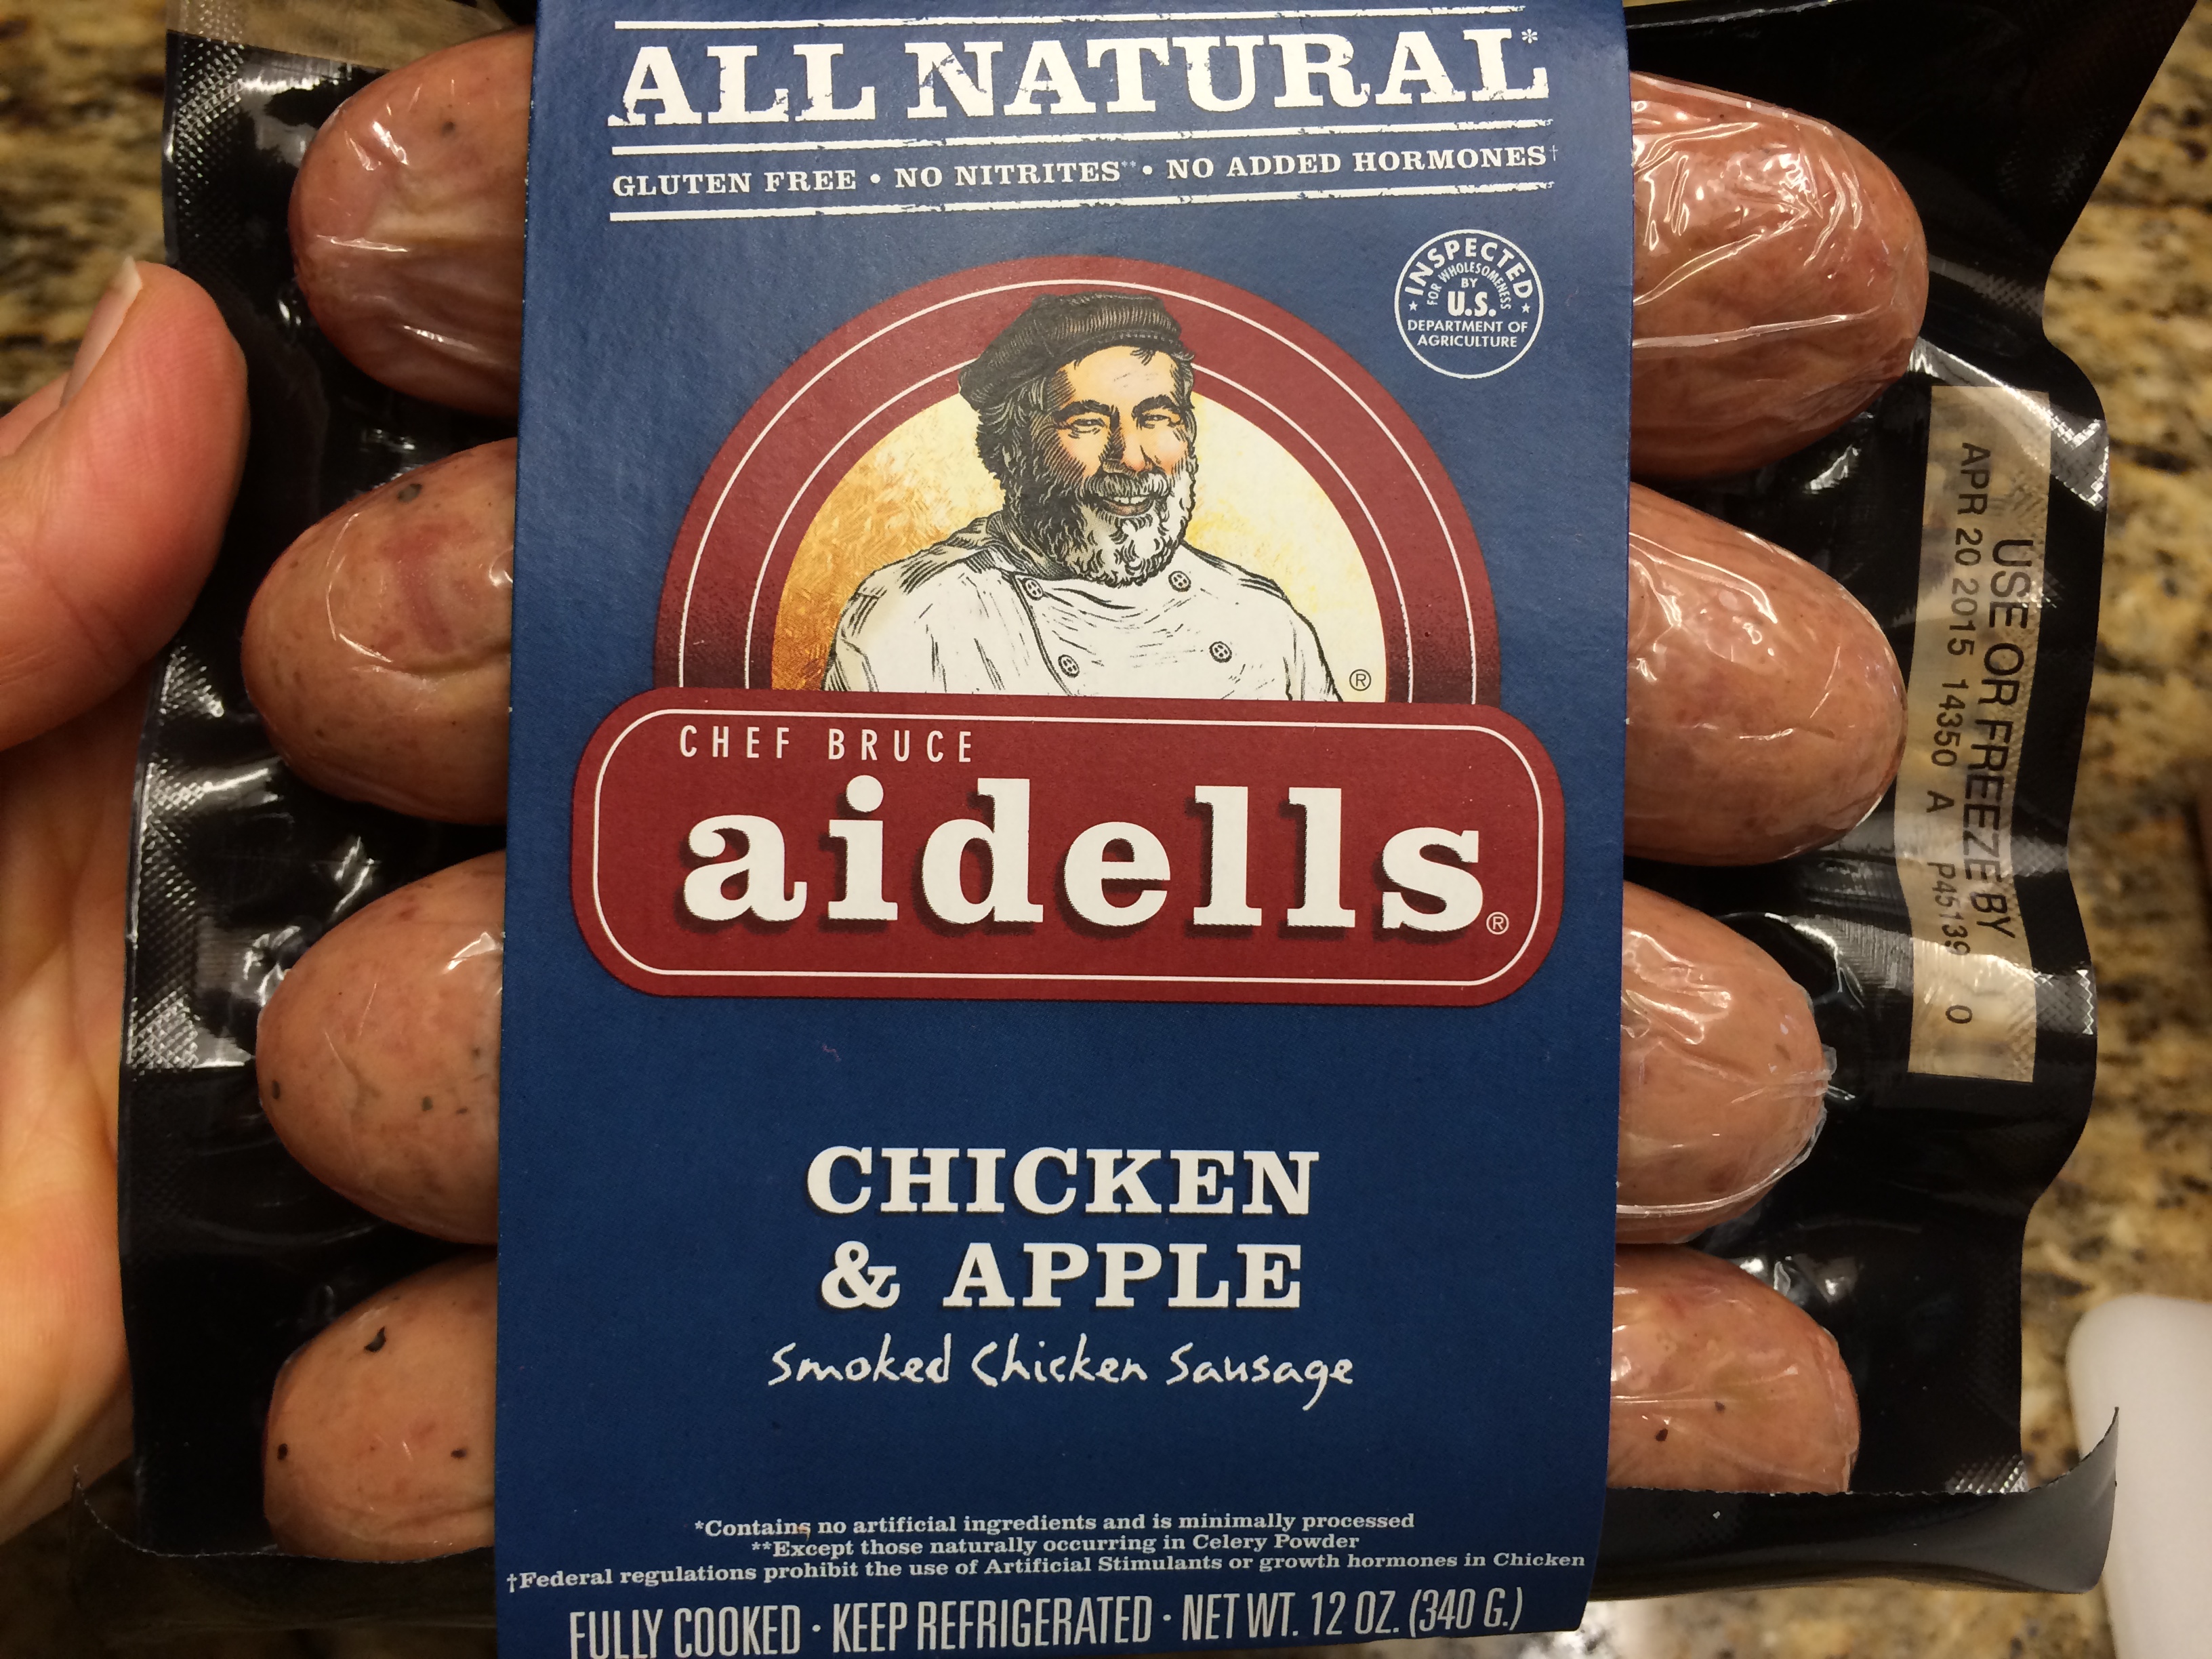 ALL NATURAL*
GLUTEN FREE • NO NITRITES** • NO ADDED HORMONES†
INSPECTED
FOR WHOLESOMENESS
BY
U.S.
DEPARTMENT OF
AGRICULTURE
®
CHEF BRUCE
aidells®
CHICKEN
& APPLE
Smoked Chicken Sausage
*Contains no artificial ingredients and is minimally processed
**Except those naturally occurring in Celery Powder
†Federal regulations prohibit the use of Artificial Stimulants or growth hormones in Chicken
FULLY COOKED · KEEP REFRIGERATED · NET WT. 12 OZ. (340 G.)
USE OR FREEZE BY
APR 20 2015 14350 A P45139 0